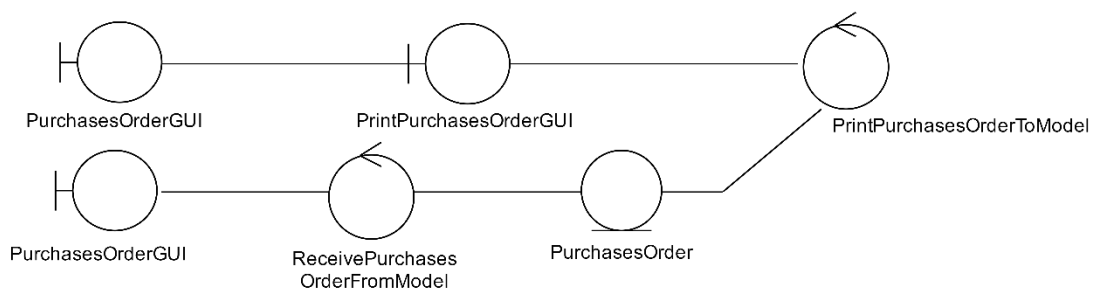 PurchasesOrderGUI
PrintPurchasesOrderGUI
PrintPurchasesOrderToModel
PurchasesOrderGUI
ReceivePurchases
OrderFromModel
PurchasesOrder